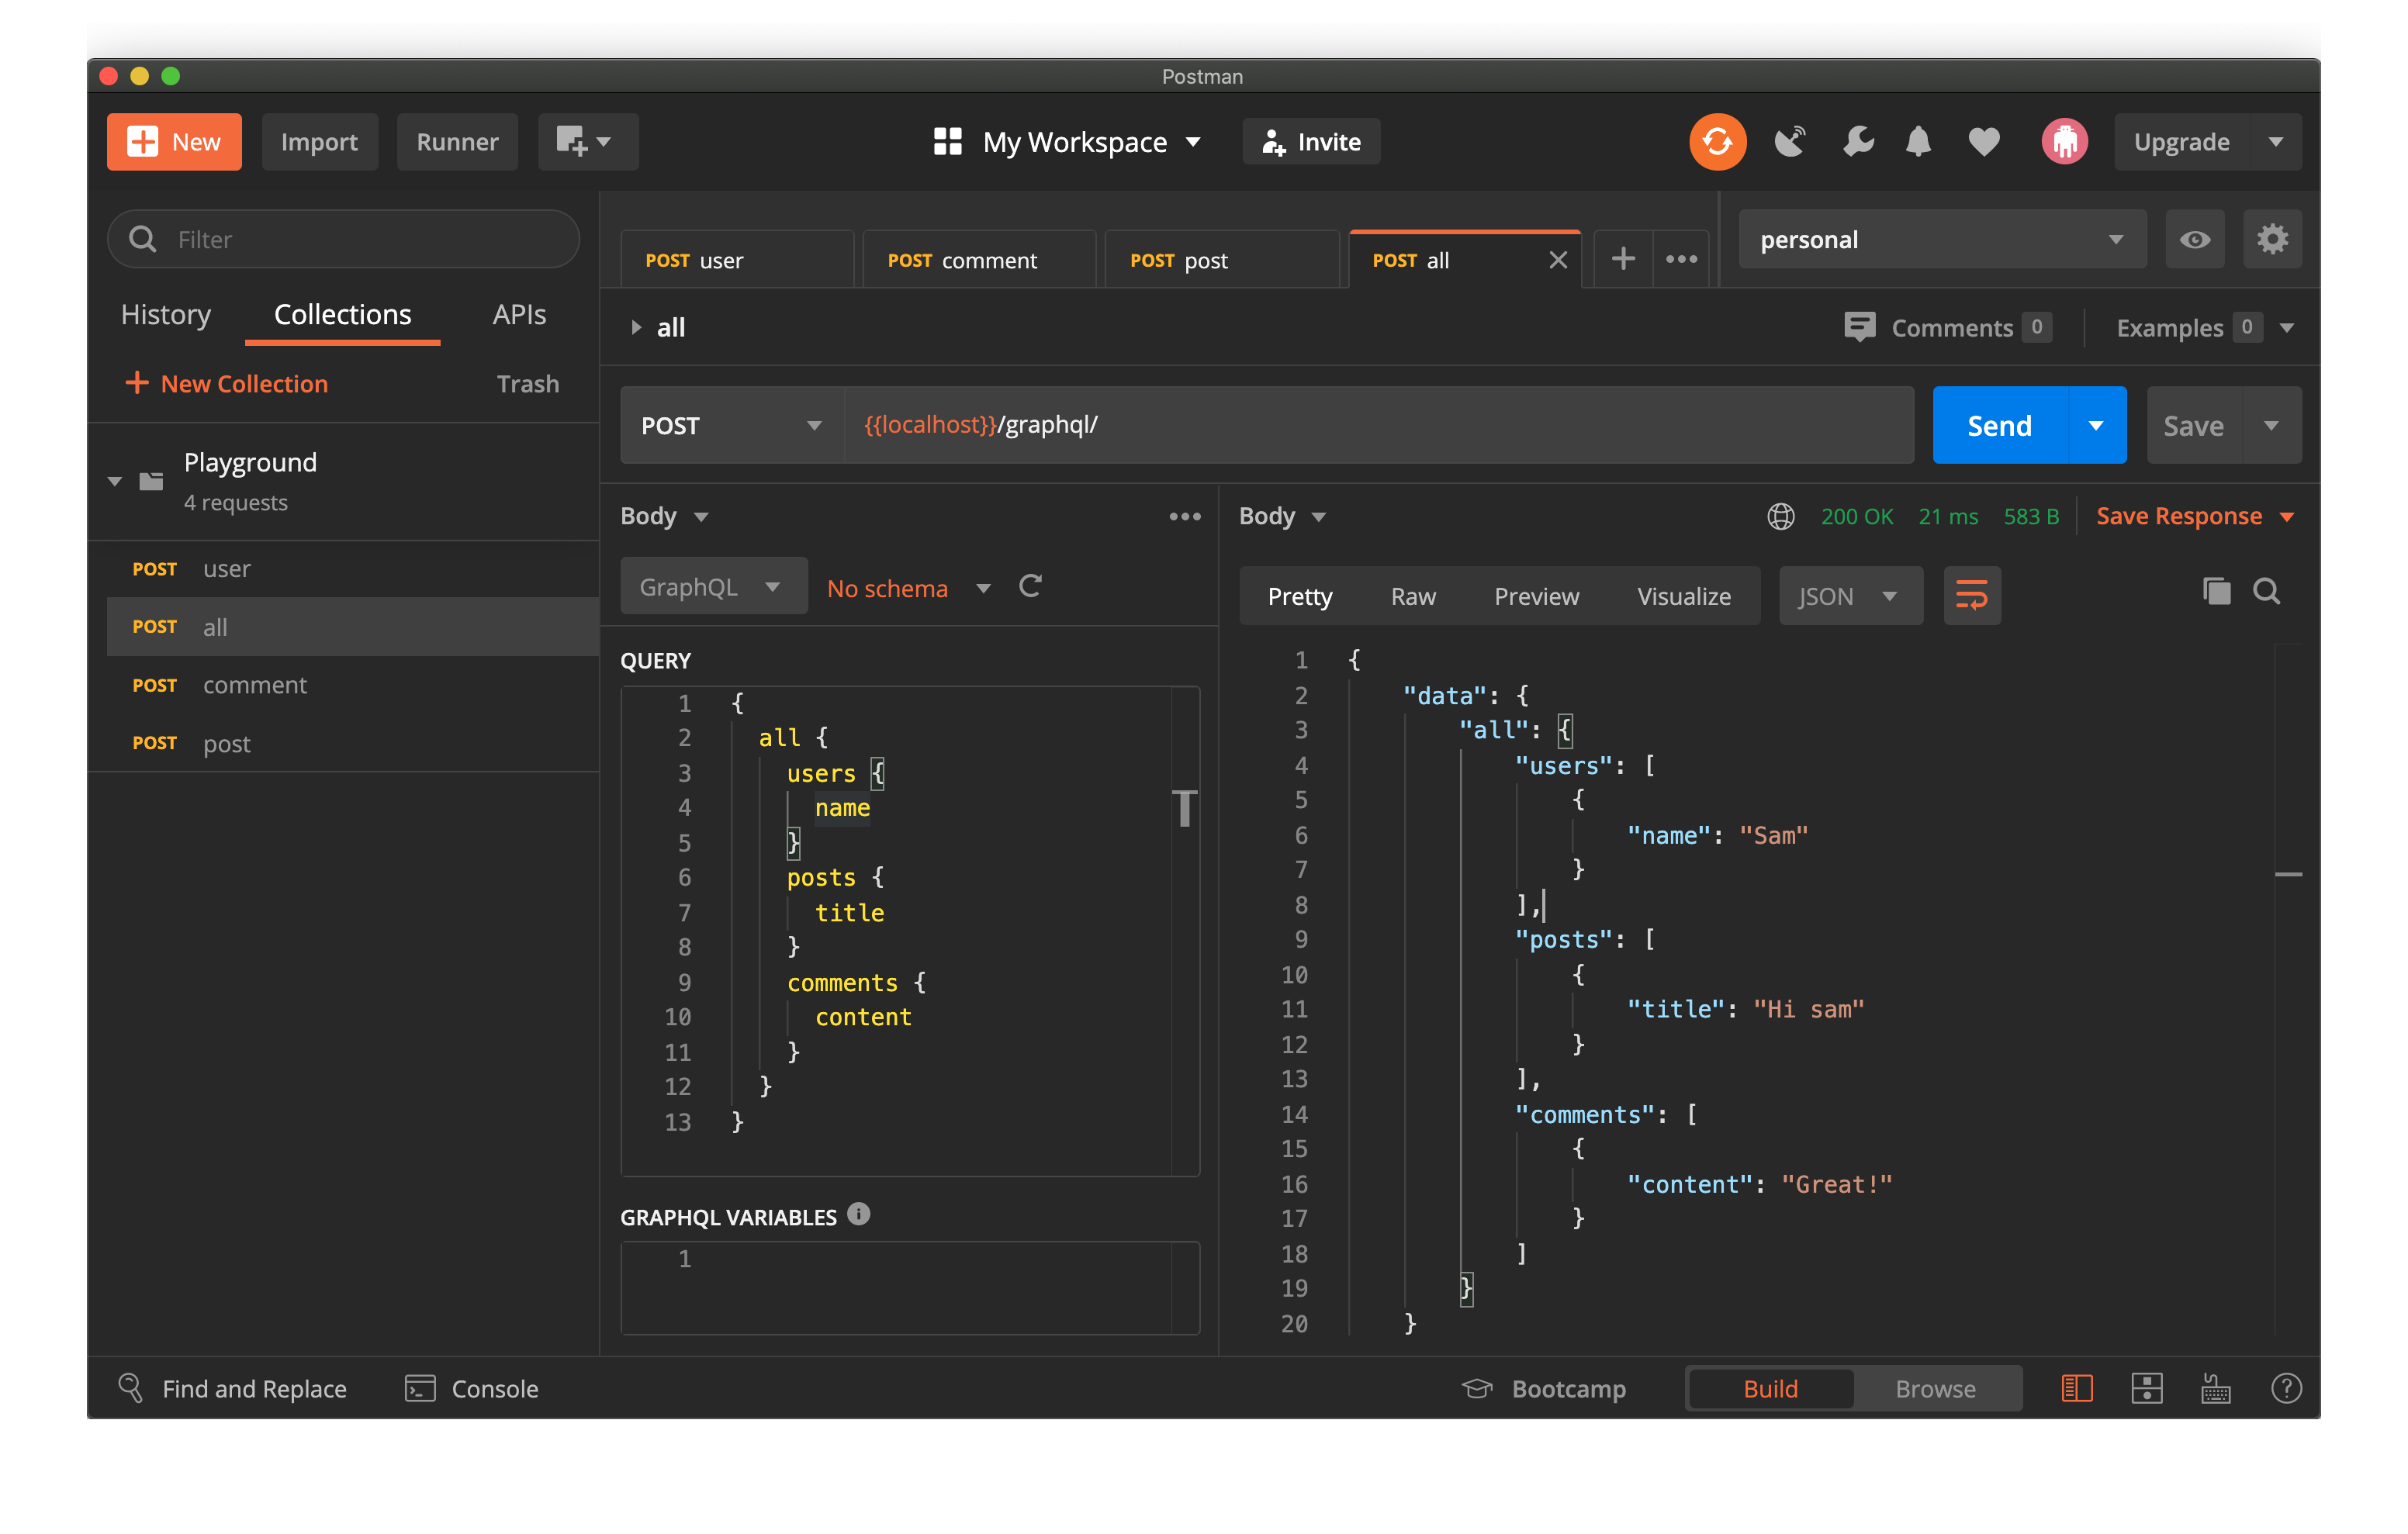 Postman
New Import Runner My Workspace Invite Upgrade
Filter
History Collections APIs
New Collection Trash
Playground
4 requests
POST user
POST all
POST comment
POST post
POST user POST comment POST post POST all
personal
all
Comments 0 Examples 0
POST {{localhost}}/graphql/ Send Save
Body
GraphQL No schema
QUERY
1 {
2 all {
3 users {
4 name
5 }
6 posts {
7 title
8 }
9 comments {
10 content
11 }
12 }
13 }
GRAPHQL VARIABLES
1
Body 200 OK 21 ms 583 B Save Response
Pretty Raw Preview Visualize JSON
1 {
2 "data": {
3 "all": {
4 "users": [
5 {
6 "name": "Sam"
7 }
8 ],
9 "posts": [
10 {
11 "title": "Hi sam"
12 }
13 ],
14 "comments": [
15 {
16 "content": "Great!"
17 }
18 ]
19 }
20 }
Find and Replace Console Bootcamp Build Browse